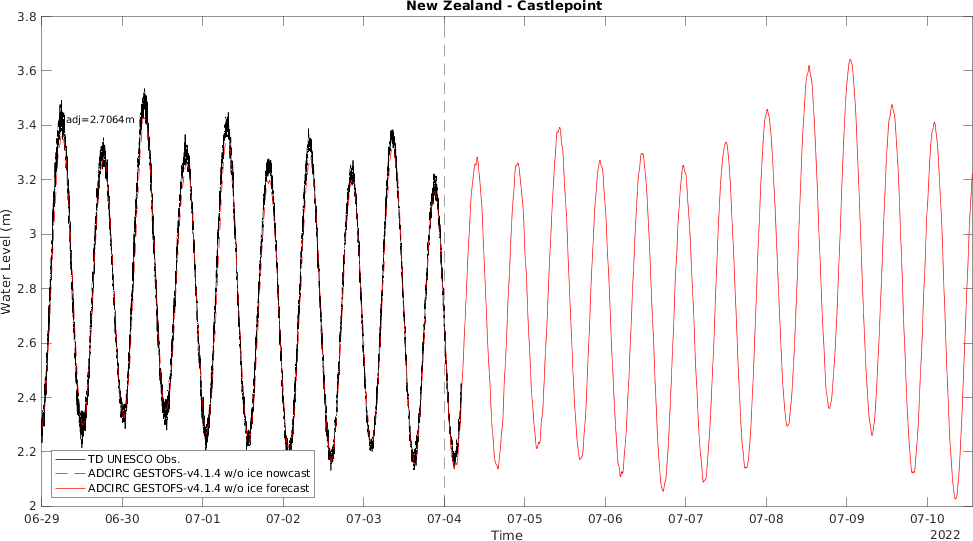 New Zealand - Castlepoint
3.8
3.6
3.4
3.2
3
2.8
2.6
2.4
2.2
2
Water Level (m)
adj=2.7064m
TD UNESCO Obs.
ADCIRC GESTOFS-v4.1.4 w/o ice nowcast
ADCIRC GESTOFS-v4.1.4 w/o ice forecast
06-29 06-30 07-01 07-02 07-03 07-04 07-05 07-06 07-07 07-08 07-09 07-10
Time
2022